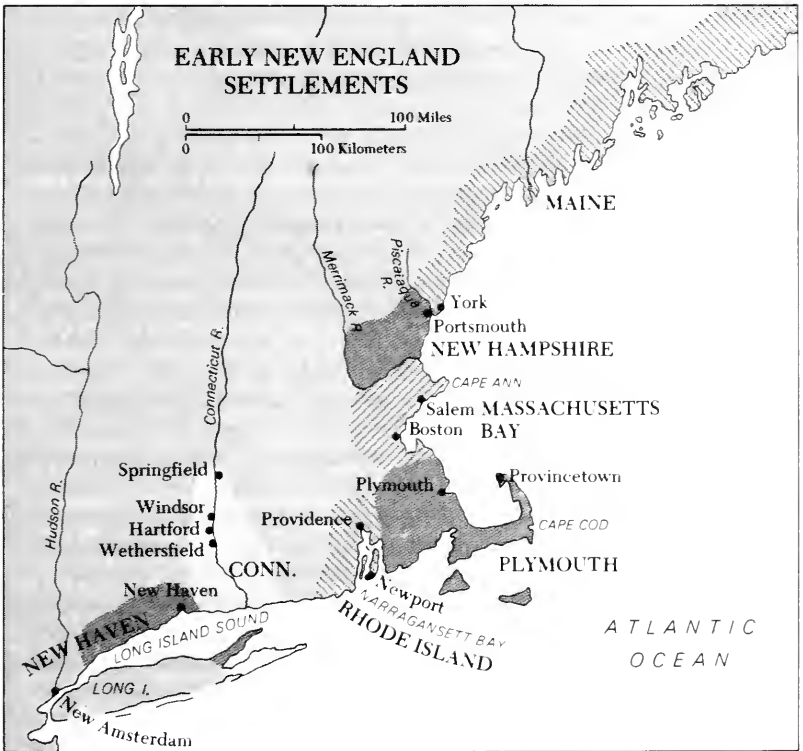 EARLY NEW ENGLAND
SETTLEMENTS
0 100 Miles
0 100 Kilometers
MAINE
Piscataqua
R.
Merrimack R.
York
Portsmouth
NEW HAMPSHIRE
Connecticut R.
CAPE ANN
Salem MASSACHUSETTS
Boston BAY
Springfield
Plymouth
Provincetown
Hudson R.
Windsor
Hartford
Providence
CAPE COD
Wethersfield
CONN.
PLYMOUTH
New Haven
Newport
NARRAGANSETT BAY
RHODE ISLAND
NEW HAVEN
LONG ISLAND SOUND
ATLANTIC
OCEAN
LONG I.
New Amsterdam